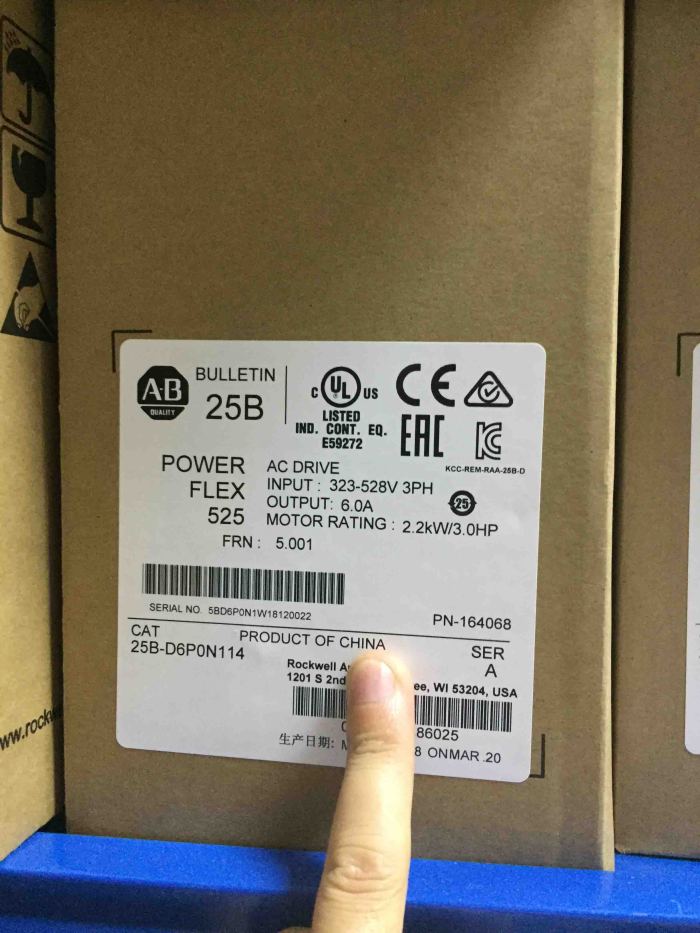 A-B
QUALITY
BULLETIN
25B
C UL US
LISTED
IND. CONT. EQ.
E59272
CE
EAC
KCC-REM-RAA-25B-D
POWER
FLEX
525
AC DRIVE
INPUT : 323-528V 3PH
OUTPUT: 6.0A
MOTOR RATING : 2.2kW/3.0HP
25
FRN : 5.001
SERIAL NO. 5BD6P0N1W18120022
PN-164068
CAT
25B-D6P0N114
PRODUCT OF CHINA
SER
A
Rockwell
1201 S 2nd ee, WI 53204, USA
86025
生产日期: 8 ONMAR .20